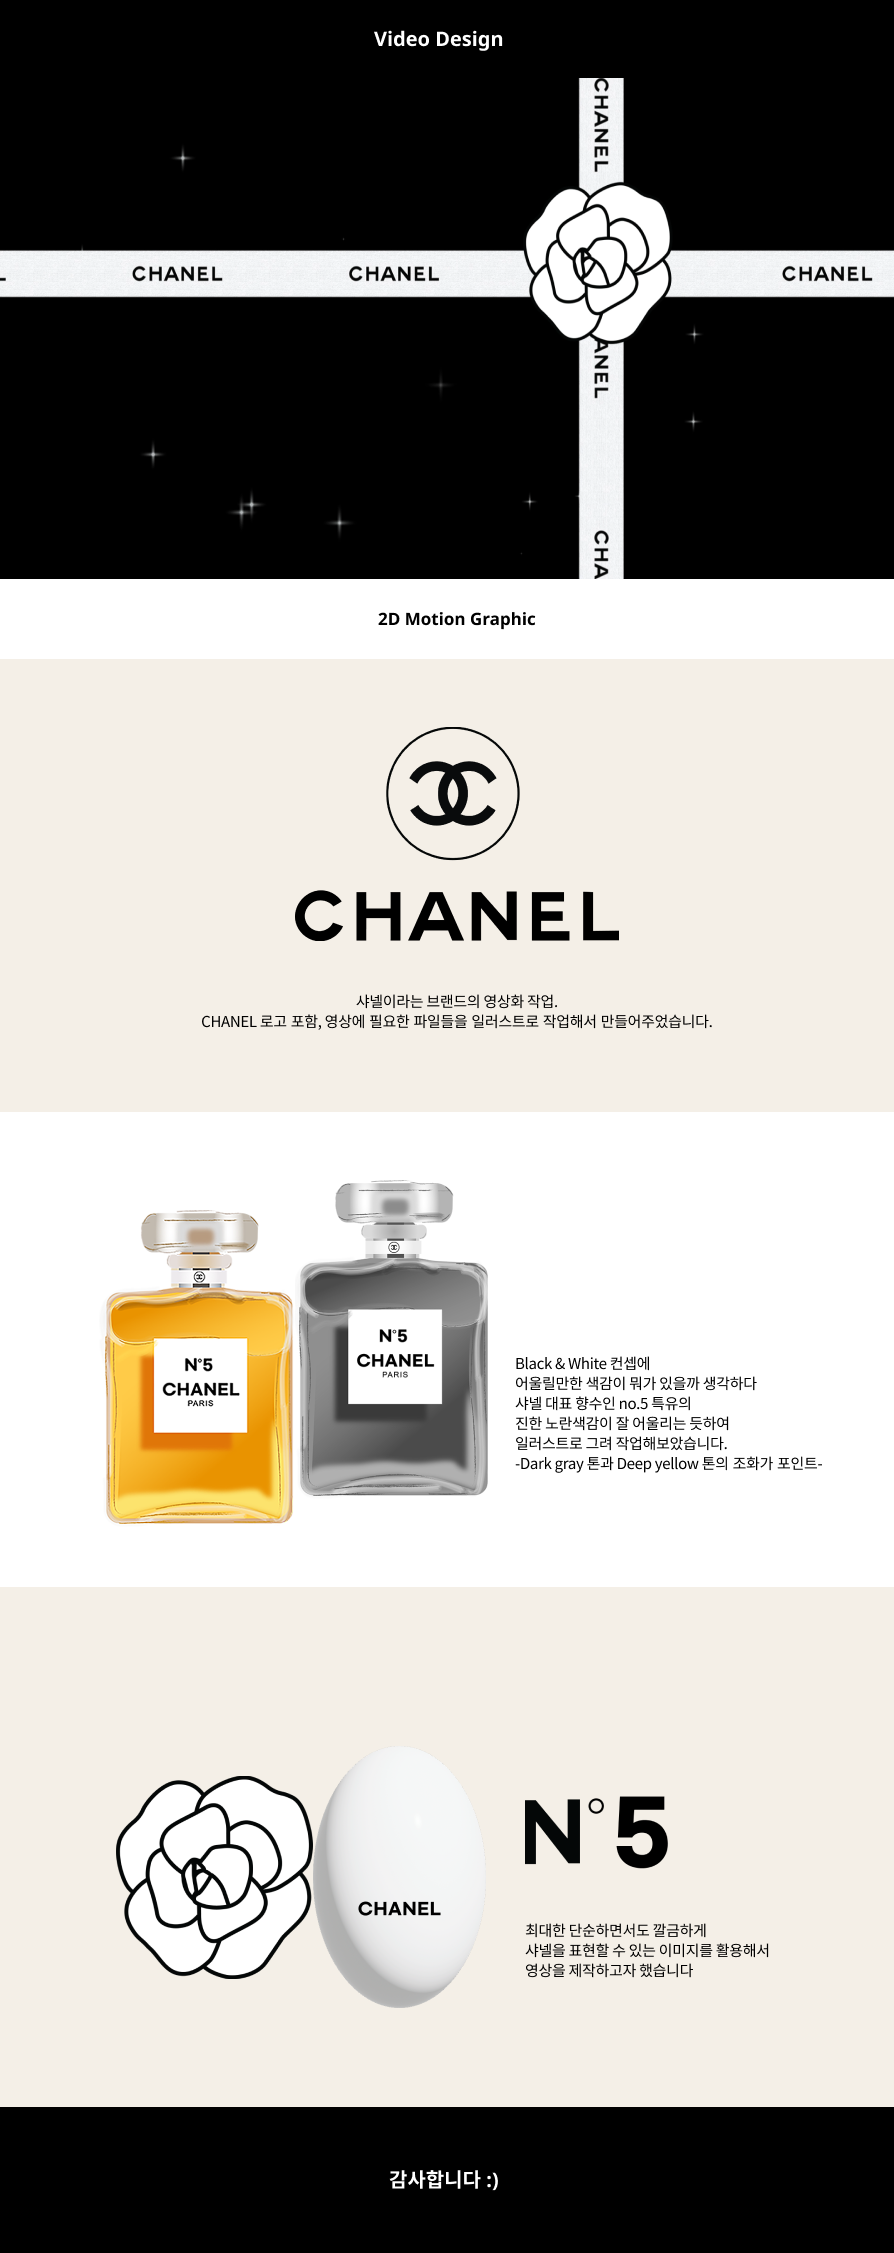 Video Design
CHANEL
CHANEL
CHANEL
CHANEL
ANEL
CHA
2D Motion Graphic
CHANEL
샤넬이라는 브랜드의 영상화 작업.
CHANEL 로고 포함, 영상에 필요한 파일들을 일러스트로 작업해서 만들어주었습니다.
N°5
CHANEL
PARIS
N°5
CHANEL
PARIS
Black & White 컨셉에
어울릴만한 색감이 뭐가 있을까 생각하다
샤넬 대표 향수인 no.5 특유의
진한 노란색감이 잘 어울리는 듯하여
일러스트로 그려 작업해보았습니다.
-Dark gray 톤과 Deep yellow 톤의 조화가 포인트-
CHANEL
N°5
최대한 단순하면서도 깔금하게
샤넬을 표현할 수 있는 이미지를 활용해서
영상을 제작하고자 했습니다
감사합니다 :)